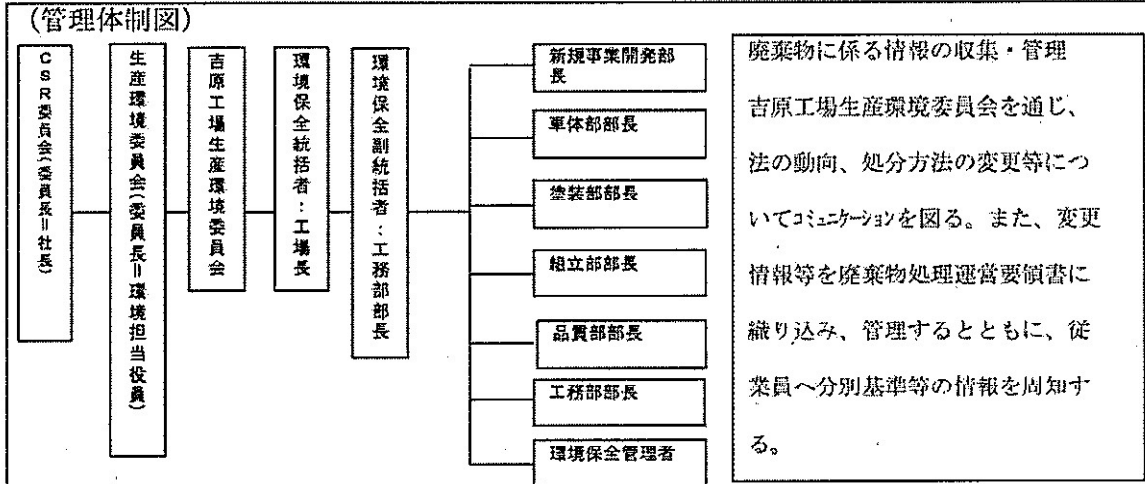 (管理体制図)
CSR委員会(委員長=社長)
生産環境委員会(委員長=環境担当役員)
吉原工場生産環境委員会
環境保全統括者:工場長
環境保全副統括者:工務部部長
新規事業開発部
長
車体部部長
塗装部部長
組立部部長
品質部部長
工務部部長
環境保全管理者
廃棄物に係る情報の収集・管理
吉原工場生産環境委員会を通じ、
法の動向、処分方法の変更等につ
いてコミュニケーションを図る。また、変更
情報等を廃棄物処理運営要領書に
織り込み、管理するとともに、従
業員へ分別基準等の情報を周知す
る。